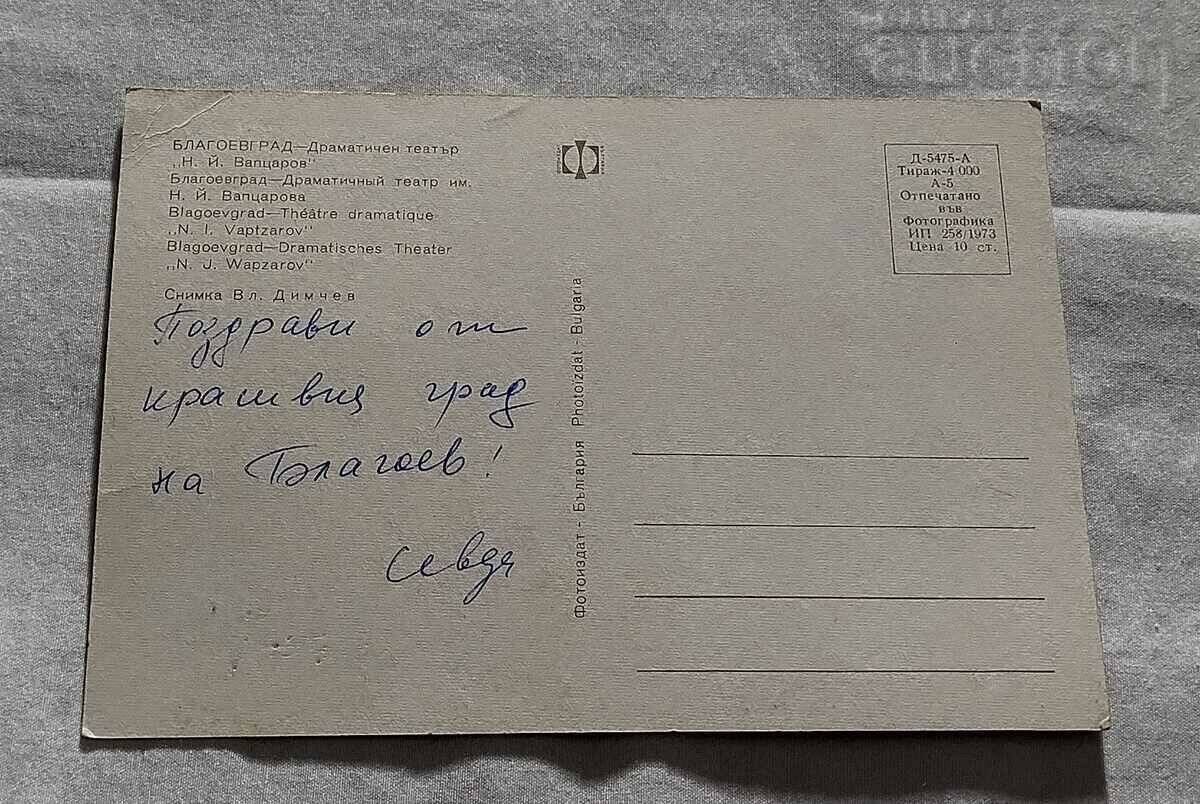 БЛАГОЕВГРАД—Драматичен театър
„Н. Й. Вапцаров"
Благоевград—Драматичный театр им.
Н. Й. Вапцарова
Blagoevgrad—Théâtre dramatique
„N. I. Vaptzarov"
Blagoevgrad—Dramatisches Theater
„N. J. Wapzarov"
Снимка Вл. Димчев
Поздрави от
красивия град
на Благоев!
Севда
Фотоиздат - България Photoizdat - Bulgaria
Д-5475-А
Тираж-4 000
А-5
Отпечатано
във
Фотографика
ИП 258/1973
Цена 10 ст.